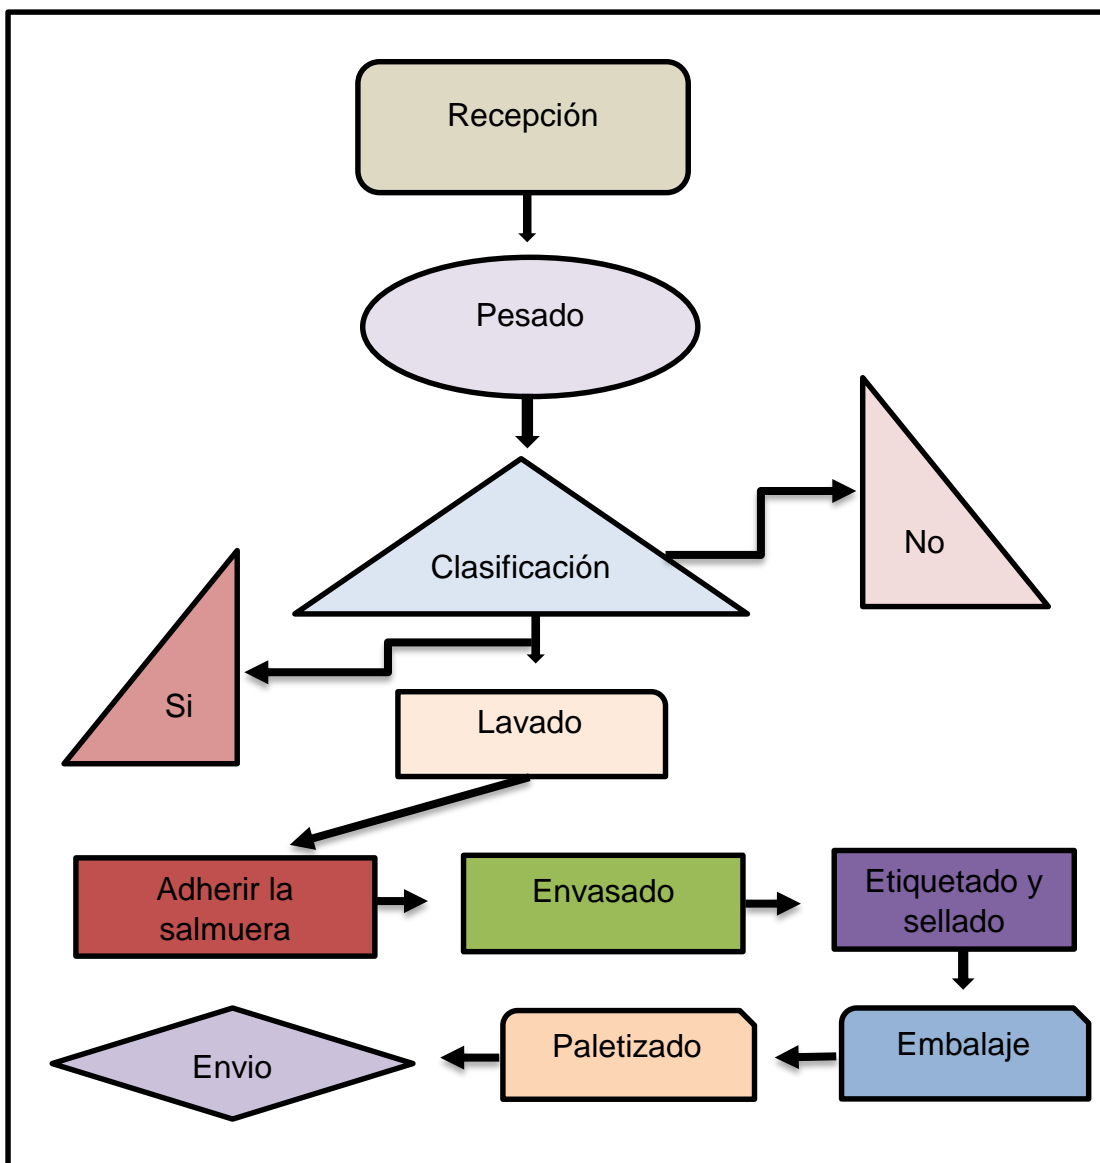 Recepción
Pesado
Clasificación
No
Si
Lavado
Adherir la
salmuera
Envasado
Etiquetado y
sellado
Embalaje
Paletizado
Envio